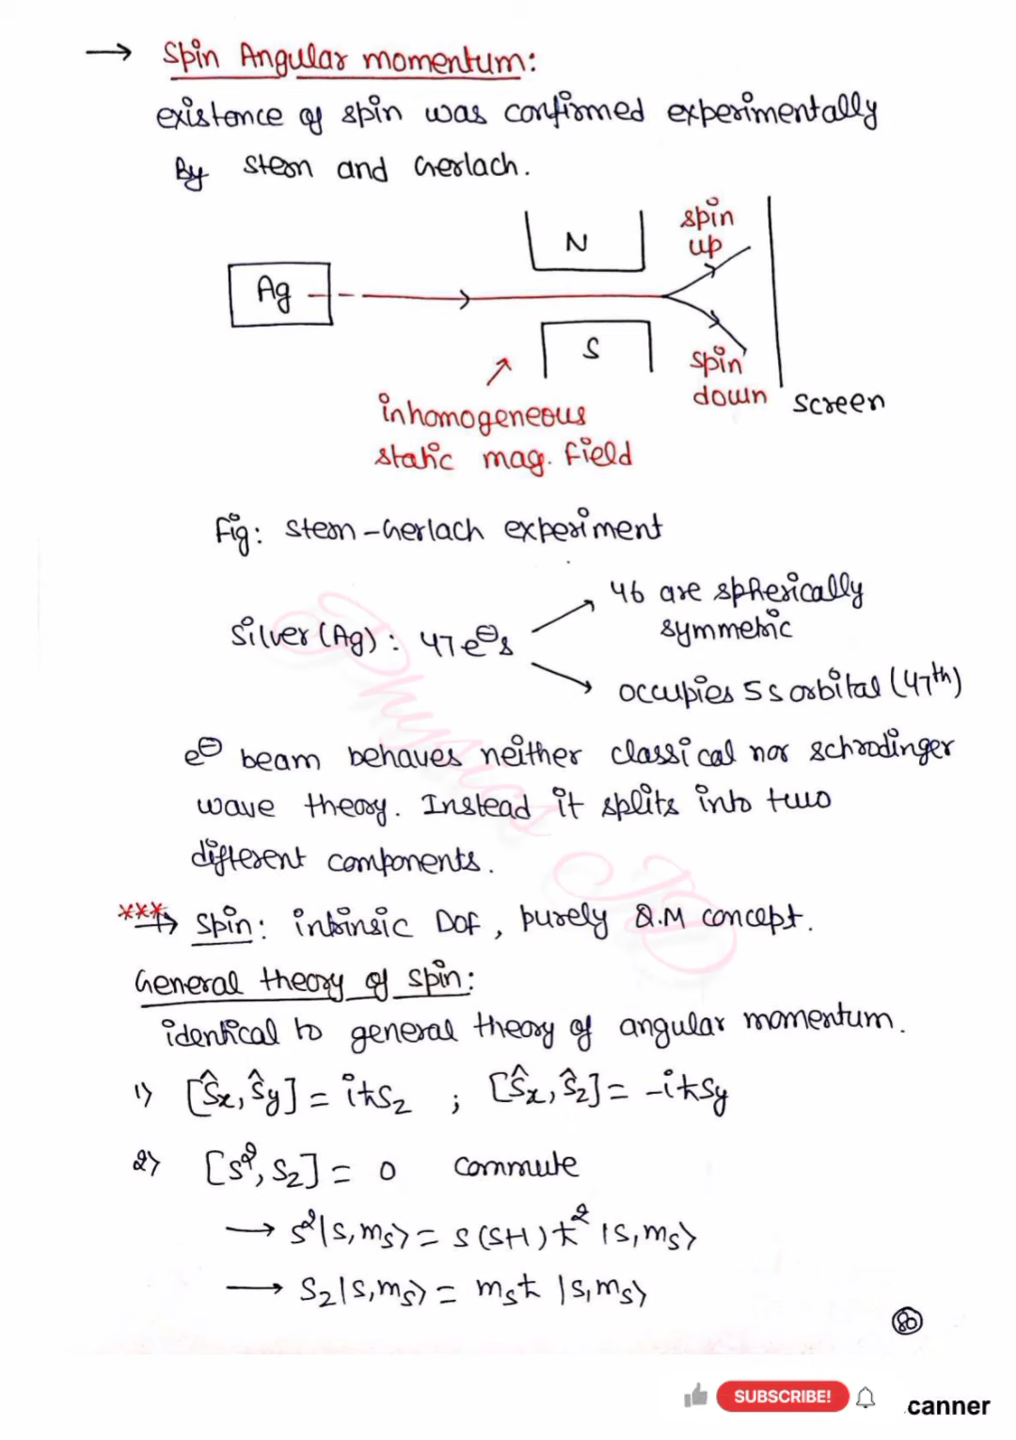 → Spin Angular momentum:
existence of spin was confirmed experimentally
By Stern and Gerlach.
N
spin
up
Ag
S
spin
down
screen
inhomogeneous
static mag. field
Fig: Stern-Gerlach experiment
46 are spherically
symmetric
Silver (Ag): 47 e⊖s
occupies 5s orbital (47th)
e⊖ beam behaves neither classical nor schrodinger
wave theory. Instead it splits into two
different components.
***→ Spin: intrinsic DoF, purely Q.M concept.
General theory of spin:
identical to general theory of angular momentum.
1) [Ŝx, Ŝy] = iħSz ; [Ŝx, Ŝz] = -iħSy
2) [S², Sz] = 0 commute
→ S²|s,ms⟩ = s(s+1)ħ² |s,ms⟩
→ Sz|s,ms⟩ = msħ |s,ms⟩
80
Physics JD
SUBSCRIBE!
canner